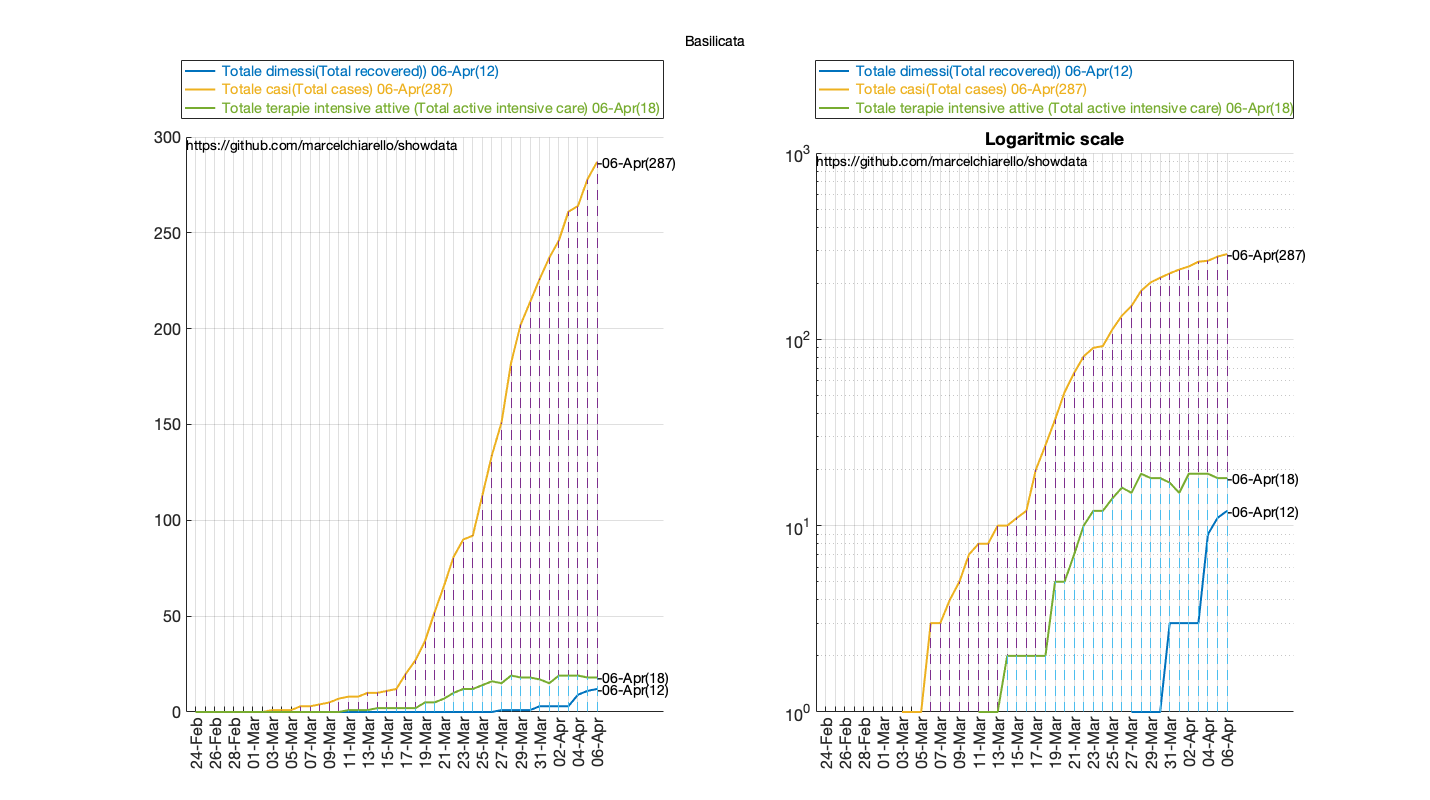 Basilicata
Totale dimessi(Total recovered)) 06-Apr(12)
Totale casi(Total cases) 06-Apr(287)
Totale terapie intensive attive (Total active intensive care) 06-Apr(18)
300
250
200
150
100
50
0
https://github.com/marcelchiarello/showdata
-06-Apr(287)
-06-Apr(18)
-06-Apr(12)
24-Feb
26-Feb
28-Feb
01-Mar
03-Mar
05-Mar
07-Mar
09-Mar
11-Mar
13-Mar
15-Mar
17-Mar
19-Mar
21-Mar
23-Mar
25-Mar
27-Mar
29-Mar
31-Mar
02-Apr
04-Apr
06-Apr
Totale dimessi(Total recovered)) 06-Apr(12)
Totale casi(Total cases) 06-Apr(287)
Totale terapie intensive attive (Total active intensive care) 06-Apr(18)
Logaritmic scale
10³
10²
10¹
10⁰
https://github.com/marcelchiarello/showdata
-06-Apr(287)
-06-Apr(18)
-06-Apr(12)
24-Feb
26-Feb
28-Feb
01-Mar
03-Mar
05-Mar
07-Mar
09-Mar
11-Mar
13-Mar
15-Mar
17-Mar
19-Mar
21-Mar
23-Mar
25-Mar
27-Mar
29-Mar
31-Mar
02-Apr
04-Apr
06-Apr